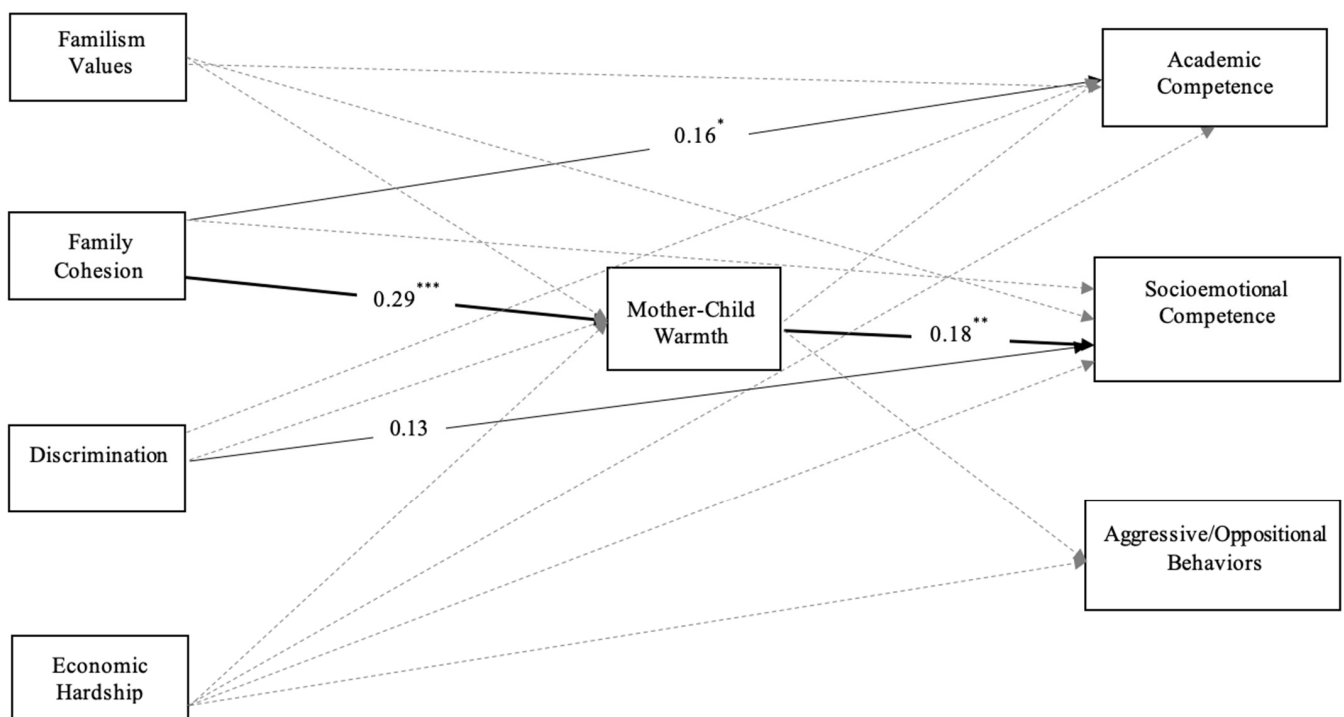 Familism
Values
Academic
Competence
0.16*
Family
Cohesion
0.29***
Mother-Child
Warmth
0.18**
Socioemotional
Competence
0.13
Discrimination
Aggressive/Oppositional
Behaviors
Economic
Hardship